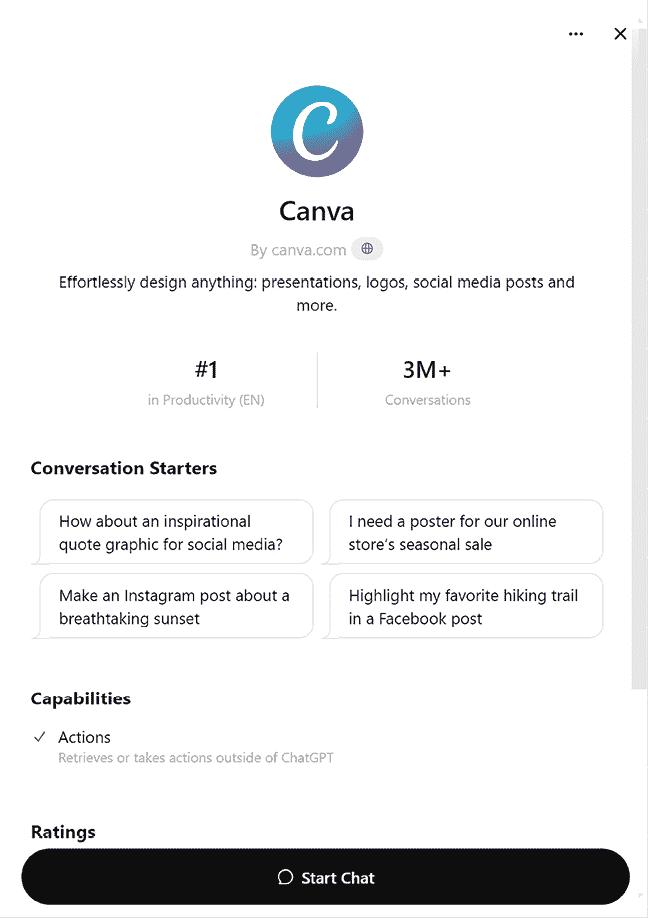 C
Canva
By canva.com
Effortlessly design anything: presentations, logos, social media posts and
more.
#1
in Productivity (EN)
3M+
Conversations
Conversation Starters
How about an inspirational
quote graphic for social media?
I need a poster for our online
store's seasonal sale
Make an Instagram post about a
breathtaking sunset
Highlight my favorite hiking trail
in a Facebook post
Capabilities
Actions
Retrieves or takes actions outside of ChatGPT
Ratings
Start Chat